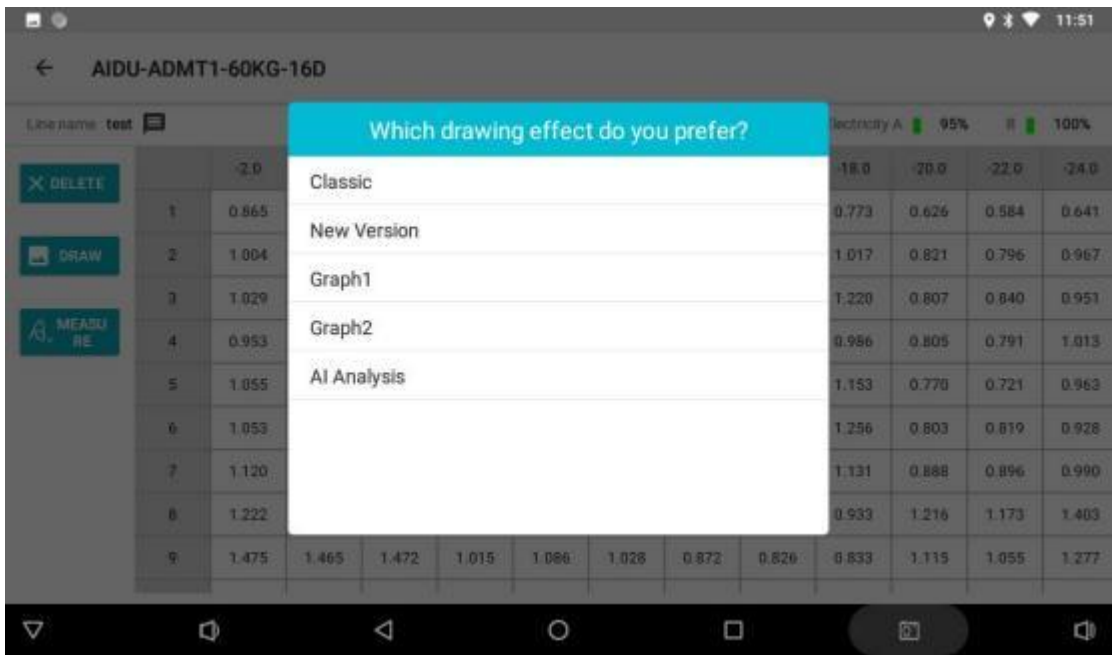 11:51
AIDU-ADMT1-60KG-16D
Line name: test
Electricity A 95% B 100%
Which drawing effect do you prefer?
Classic
New Version
Graph1
Graph2
AI Analysis
DELETE
DRAW
MEASU
RE
-2.0 -18.0 -20.0 -22.0 -24.0
1 0.865 0.773 0.626 0.584 0.641
2 1.004 1.017 0.821 0.796 0.967
3 1.029 1.220 0.807 0.840 0.951
4 0.953 0.986 0.805 0.791 1.013
5 1.055 1.153 0.770 0.721 0.963
6 1.053 1.256 0.803 0.819 0.928
7 1.120 1.131 0.888 0.896 0.990
8 1.222 0.933 1.216 1.173 1.403
9 1.475 1.465 1.472 1.015 1.086 1.028 0.872 0.826 0.833 1.115 1.055 1.277